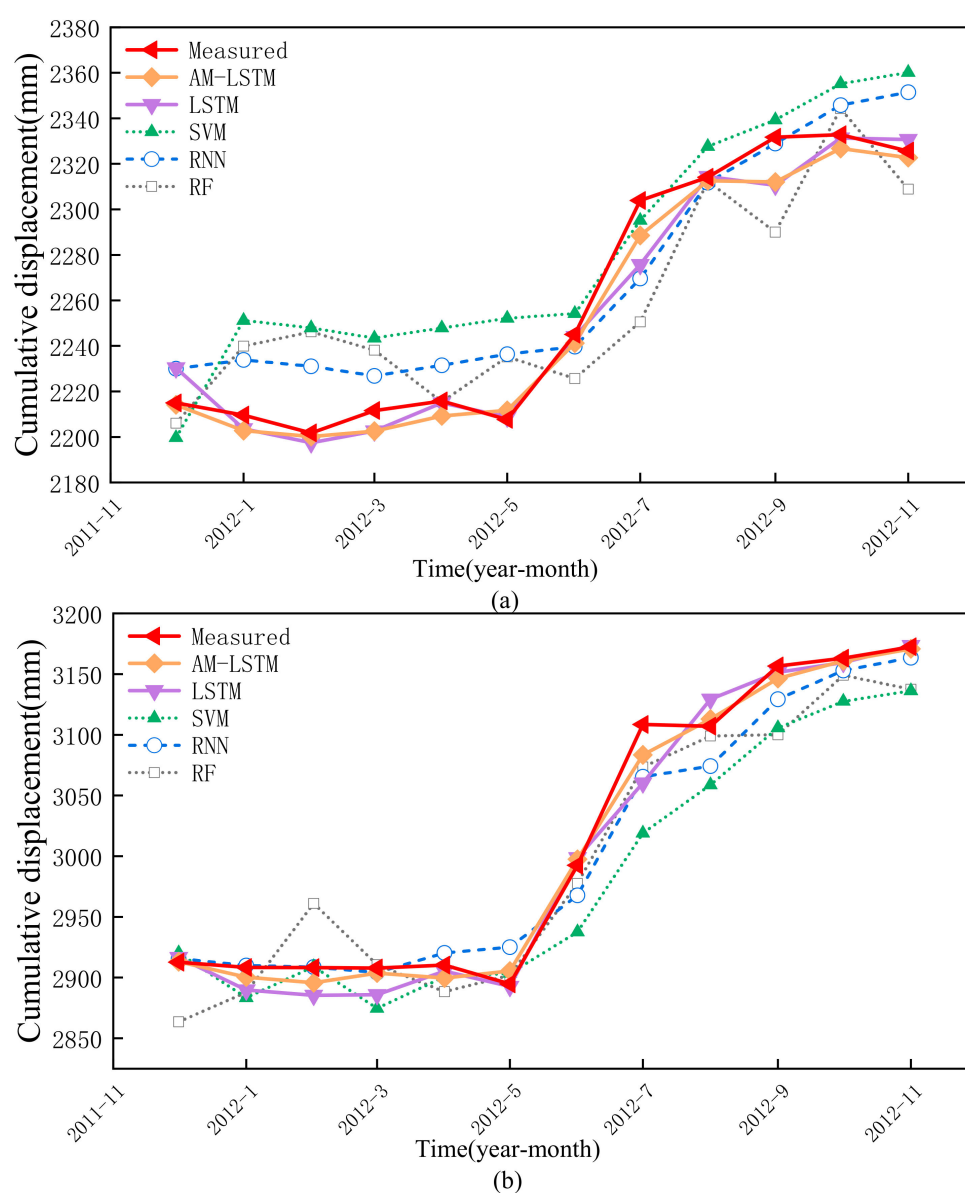 Cumulative displacement(mm)
2380
2360
2340
2320
2300
2280
2260
2240
2220
2200
2180
Measured
AM-LSTM
LSTM
SVM
RNN
RF
2011-11
2012-1
2012-3
2012-5
2012-7
2012-9
2012-11
Time(year-month)
(a)
Cumulative displacement(mm)
3200
3150
3100
3050
3000
2950
2900
2850
Measured
AM-LSTM
LSTM
SVM
RNN
RF
2011-11
2012-1
2012-3
2012-5
2012-7
2012-9
2012-11
Time(year-month)
(b)